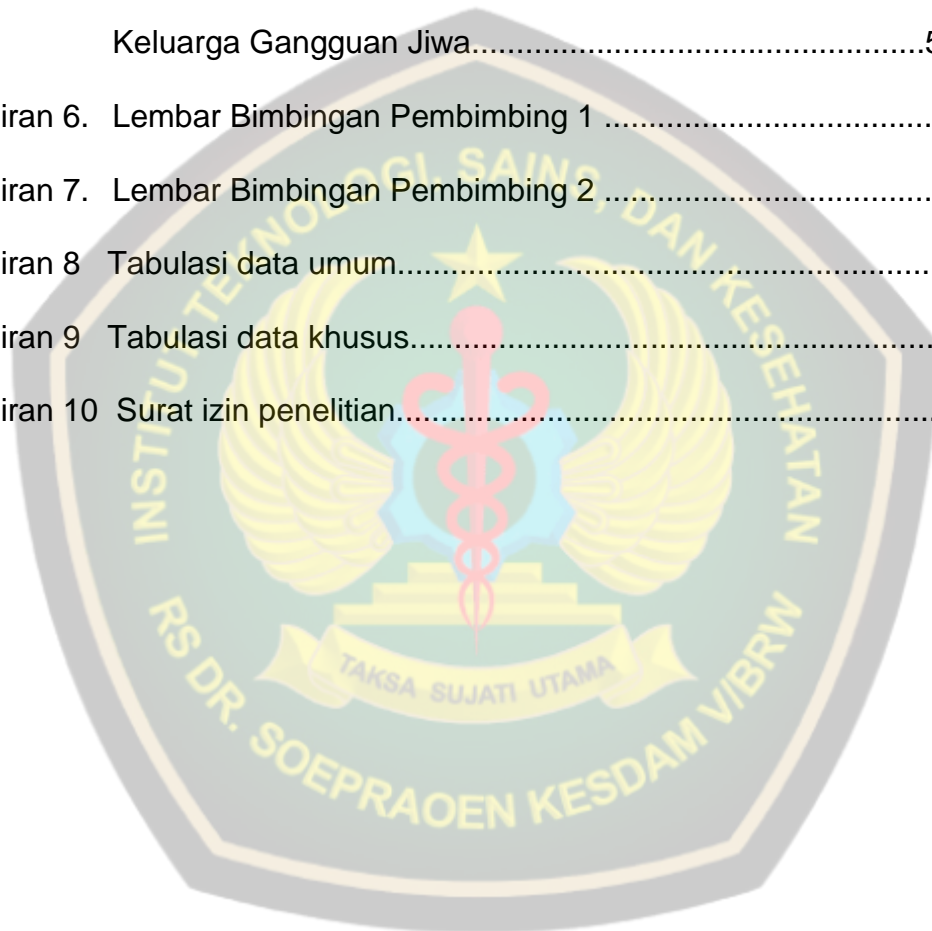 Keluarga Gangguan Jiwa......................................................5
iran 6. Lembar Bimbingan Pembimbing 1 .....................................
iran 7. Lembar Bimbingan Pembimbing 2 .....................................
iran 8 Tabulasi data umum.............................................................
iran 9 Tabulasi data khusus...........................................................
iran 10 Surat izin penelitian.............................................................
INSTITUT TEKNOLOGI, SAINS, DAN KESEHATAN
TAKSA SUJATI UTAMA
RS DR. SOEPRAOEN KESDAM V/BRW